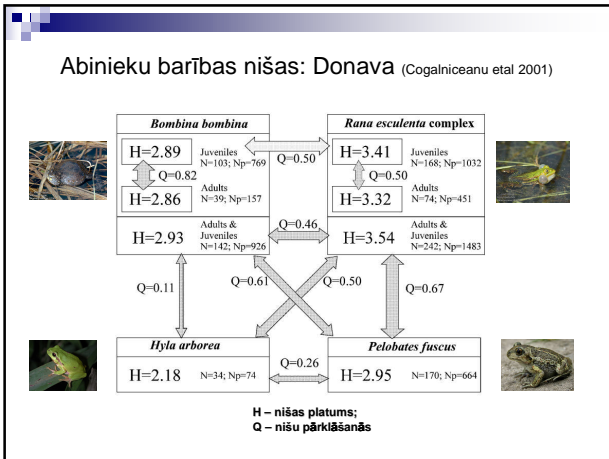 Abinieku barības nišas: Donava (Cogalniceanu etal 2001)
Bombina bombina
H=2.89
Juveniles
N=103; Np=769
Q=0.82
H=2.86
Adults
N=39; Np=157
H=2.93
Adults &
Juveniles
N=142; Np=926
Q=0.50
Rana esculenta complex
H=3.41
Juveniles
N=168; Np=1032
Q=0.50
H=3.32
Adults
N=74; Np=451
H=3.54
Adults &
Juveniles
N=242; Np=1483
Q=0.46
Q=0.11
Q=0.61
Q=0.50
Q=0.67
Hyla arborea
H=2.18
N=34; Np=74
Q=0.26
Pelobates fuscus
H=2.95
N=170; Np=664
H – nišas platums;
Q – nišu pārklāšanās